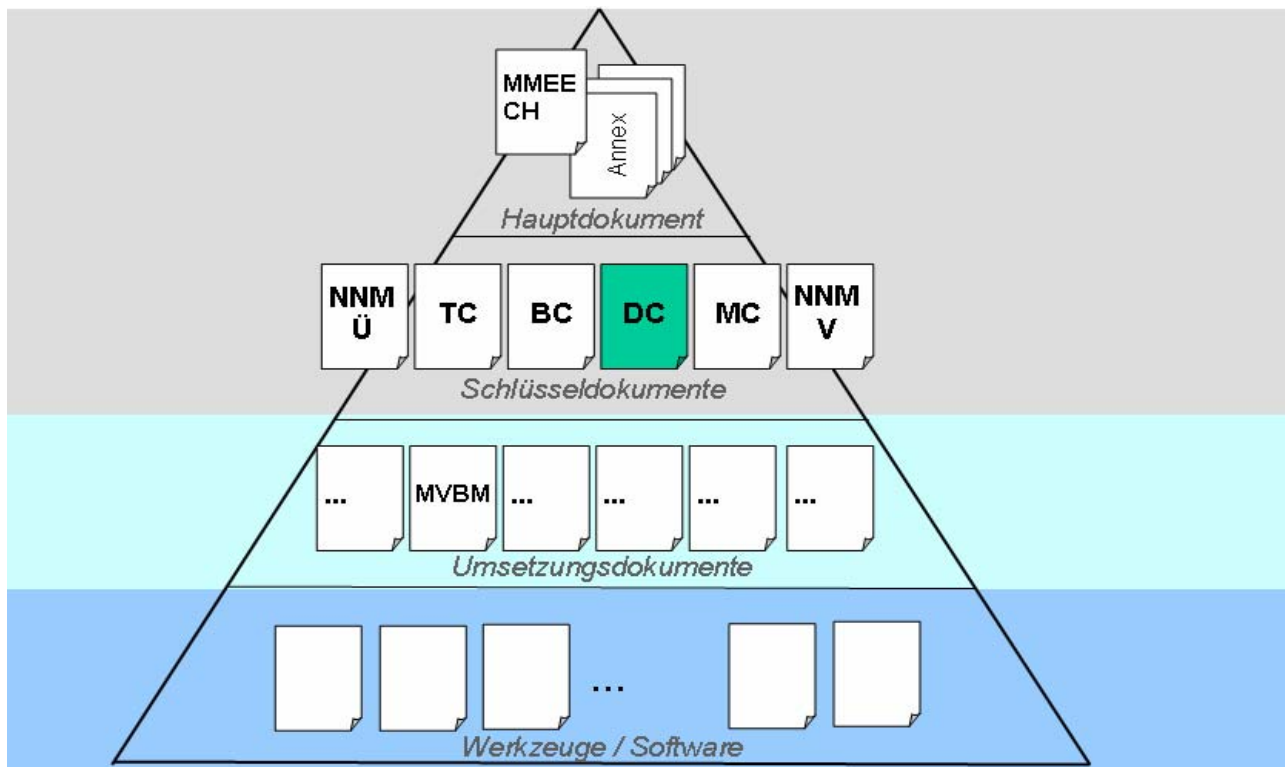 MMEE
CH
Annex
Hauptdokument
NNM
Ü
TC
BC
DC
MC
NNM
V
Schlüsseldokumente
...
MVBM
...
...
...
...
Umsetzungsdokumente
...
Werkzeuge / Software